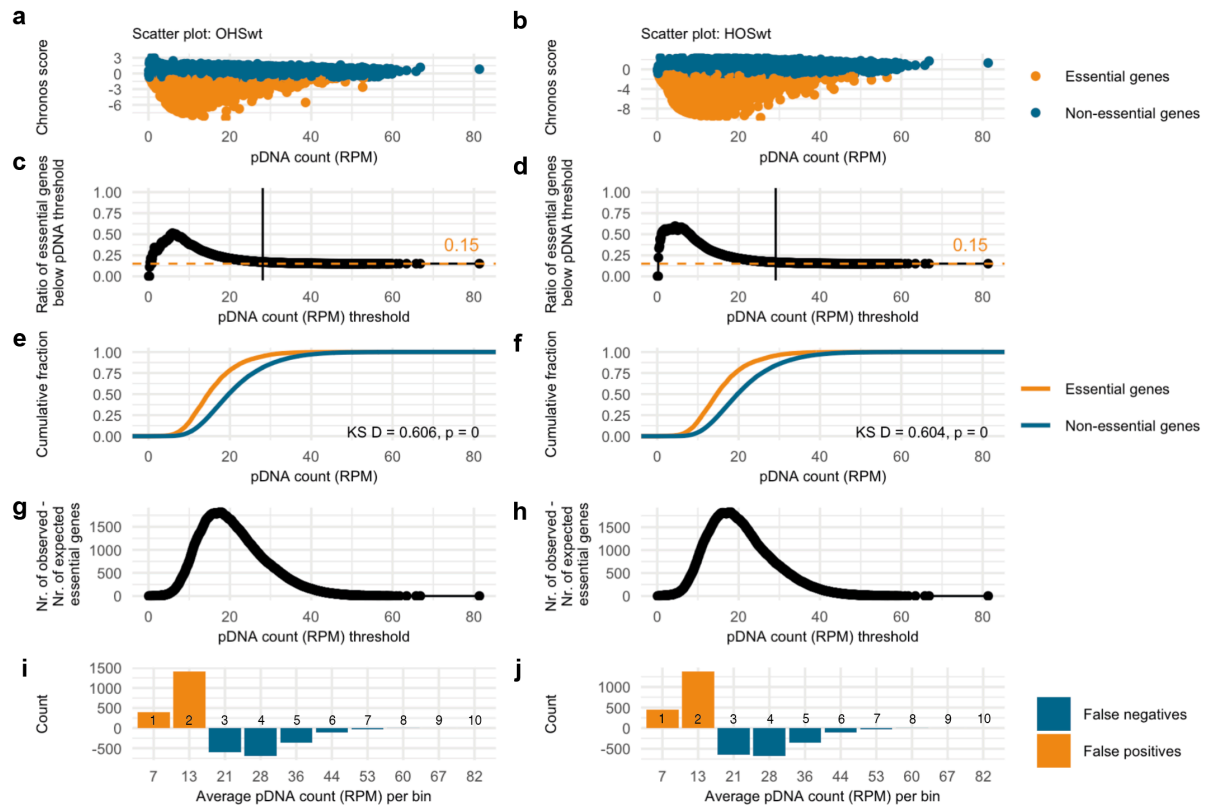 a
Scatter plot: OHSwt
Chronos score
3
0
-3
-6
0 20 40 60 80
pDNA count (RPM)
b
Scatter plot: HOSwt
Chronos score
0
-4
-8
0 20 40 60 80
pDNA count (RPM)
Essential genes
Non-essential genes
c
Ratio of essential genes
below pDNA threshold
1.00
0.75
0.50
0.25
0.00
0.15
0 20 40 60 80
pDNA count (RPM) threshold
d
Ratio of essential genes
below pDNA threshold
1.00
0.75
0.50
0.25
0.00
0.15
0 20 40 60 80
pDNA count (RPM) threshold
e
Cumulative fraction
1.00
0.75
0.50
0.25
0.00
KS D = 0.606, p = 0
0 20 40 60 80
pDNA count (RPM)
f
Cumulative fraction
1.00
0.75
0.50
0.25
0.00
KS D = 0.604, p = 0
0 20 40 60 80
pDNA count (RPM)
Essential genes
Non-essential genes
g
Nr. of observed -
Nr. of expected
essential genes
1500
1000
500
0
0 20 40 60 80
pDNA count (RPM) threshold
h
Nr. of observed -
Nr. of expected
essential genes
1500
1000
500
0
0 20 40 60 80
pDNA count (RPM) threshold
i
Count
1500
1000
500
0
-500
1 2 3 4 5 6 7 8 9 10
7 13 21 28 36 44 53 60 67 82
Average pDNA count (RPM) per bin
j
Count
1000
500
0
-500
1 2 3 4 5 6 7 8 9 10
7 13 21 28 36 44 53 60 67 82
Average pDNA count (RPM) per bin
False negatives
False positives